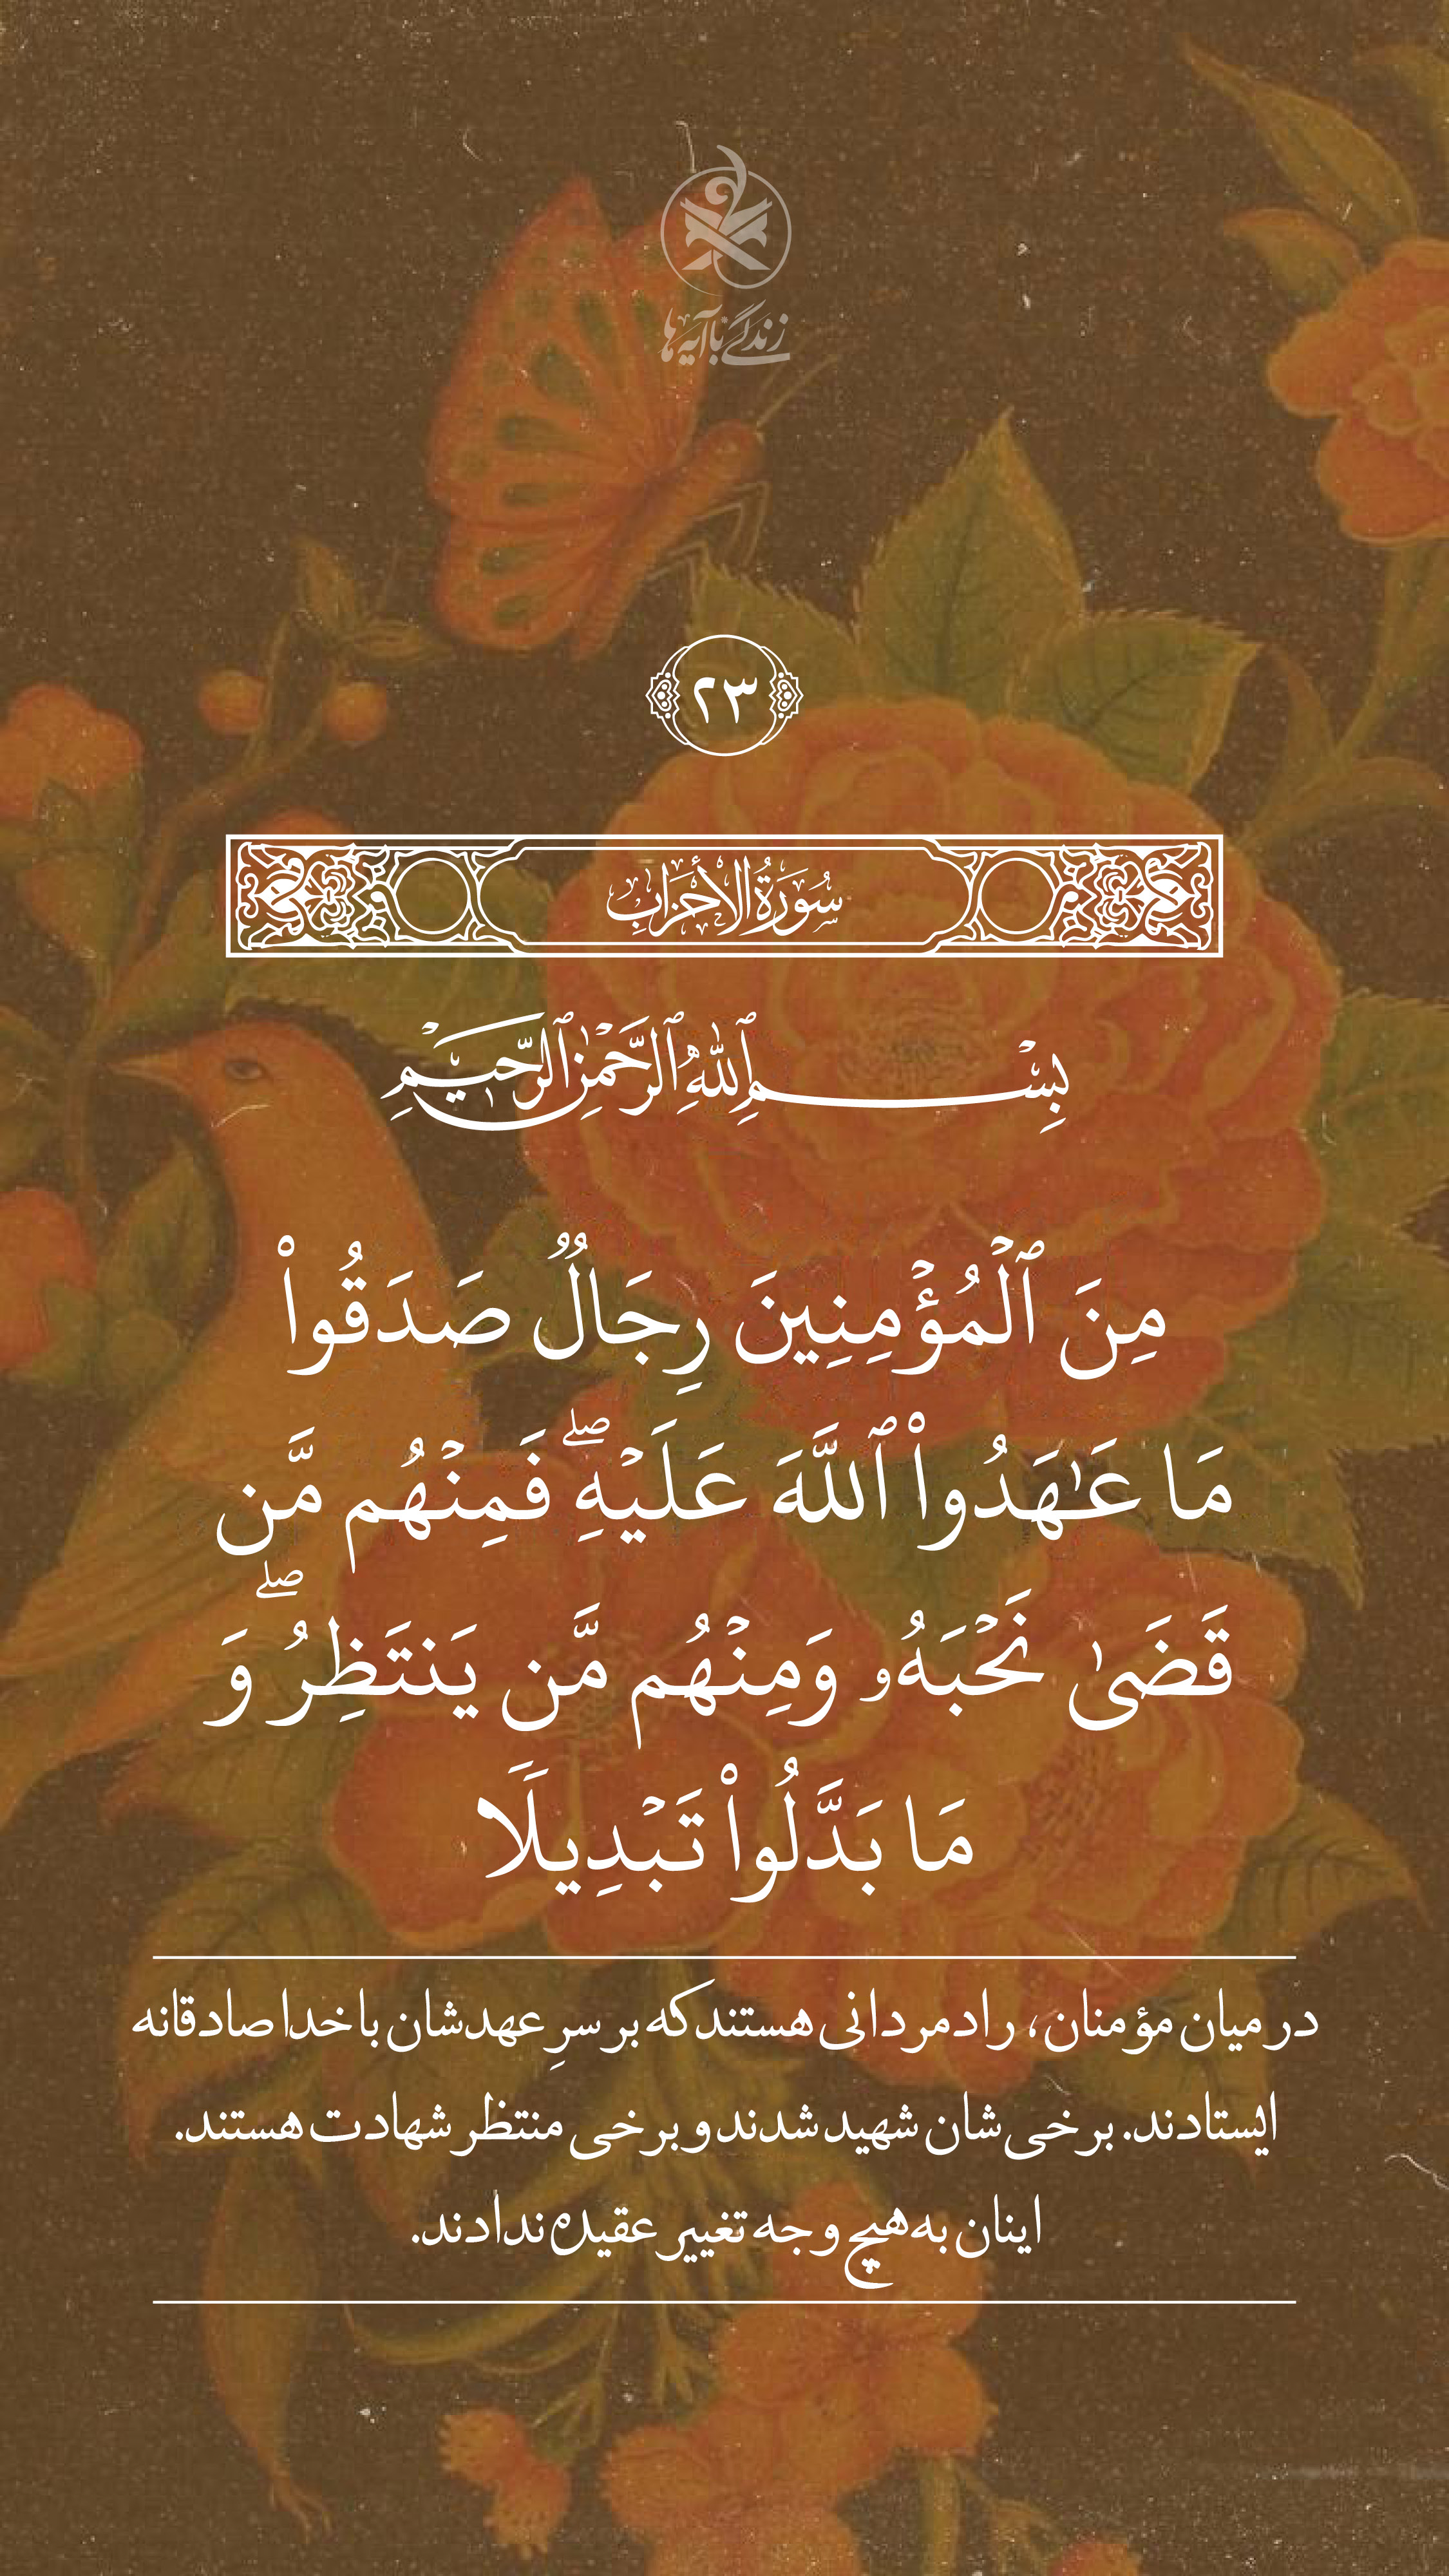 زندگی با آیه‌ها
۲۳
سُورَةُ الأَحْزَابِ
بِسْمِ ٱللَّهِ ٱلرَّحْمَٰنِ ٱلرَّحِيمِ
مِنَ ٱلْمُؤْمِنِينَ رِجَالٌ صَدَقُوا۟
مَا عَـٰهَدُوا۟ ٱللَّهَ عَلَيْهِ ۖ فَمِنْهُم مَّن
قَضَىٰ نَحْبَهُۥ وَمِنْهُم مَّن يَنتَظِرُ ۖ وَ
مَا بَدَّلُوا۟ تَبْدِيلًا
در میان مؤمنان، رادمردانی هستند که بر سرِ عهدشان با خدا صادقانه
ایستادند. برخی‌شان شهید شدند و برخی منتظر شهادت هستند.
اینان به هیچ وجه تغییر عقیده ندادند.